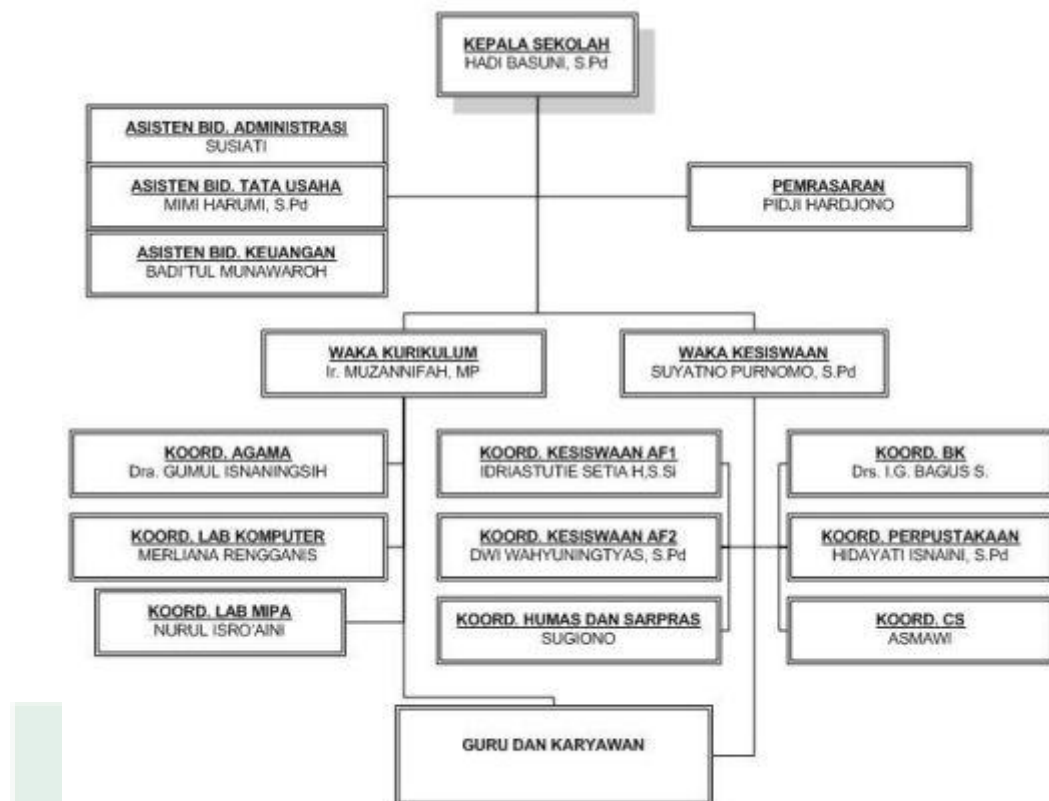 KEPALA SEKOLAH
HADI BASUNI, S.Pd
ASISTEN BID. ADMINISTRASI
SUSIATI
ASISTEN BID. TATA USAHA
MIMI HARUMI, S.Pd
PEMRASARAN
PIDJI HARDJONO
ASISTEN BID. KEUANGAN
BADI'TUL MUNAWAROH
WAKA KURIKULUM
Ir. MUZANNIFAH, MP
WAKA KESISWAAN
SUYATNO PURNOMO, S.Pd
KOORD. AGAMA
Dra. GUMUL ISNANINGSIH
KOORD. KESISWAAN AF1
IDRIASTUTIE SETIA H,S.Si
KOORD. BK
Drs. I.G. BAGUS S.
KOORD. LAB KOMPUTER
MERLIANA RENGGANIS
KOORD. KESISWAAN AF2
DWI WAHYUNINGTYAS, S.Pd
KOORD. PERPUSTAKAAN
HIDAYATI ISNAINI, S.Pd
KOORD. LAB MIPA
NURUL ISRO'AINI
KOORD. HUMAS DAN SARPRAS
SUGIONO
KOORD. CS
ASMAWI
GURU DAN KARYAWAN